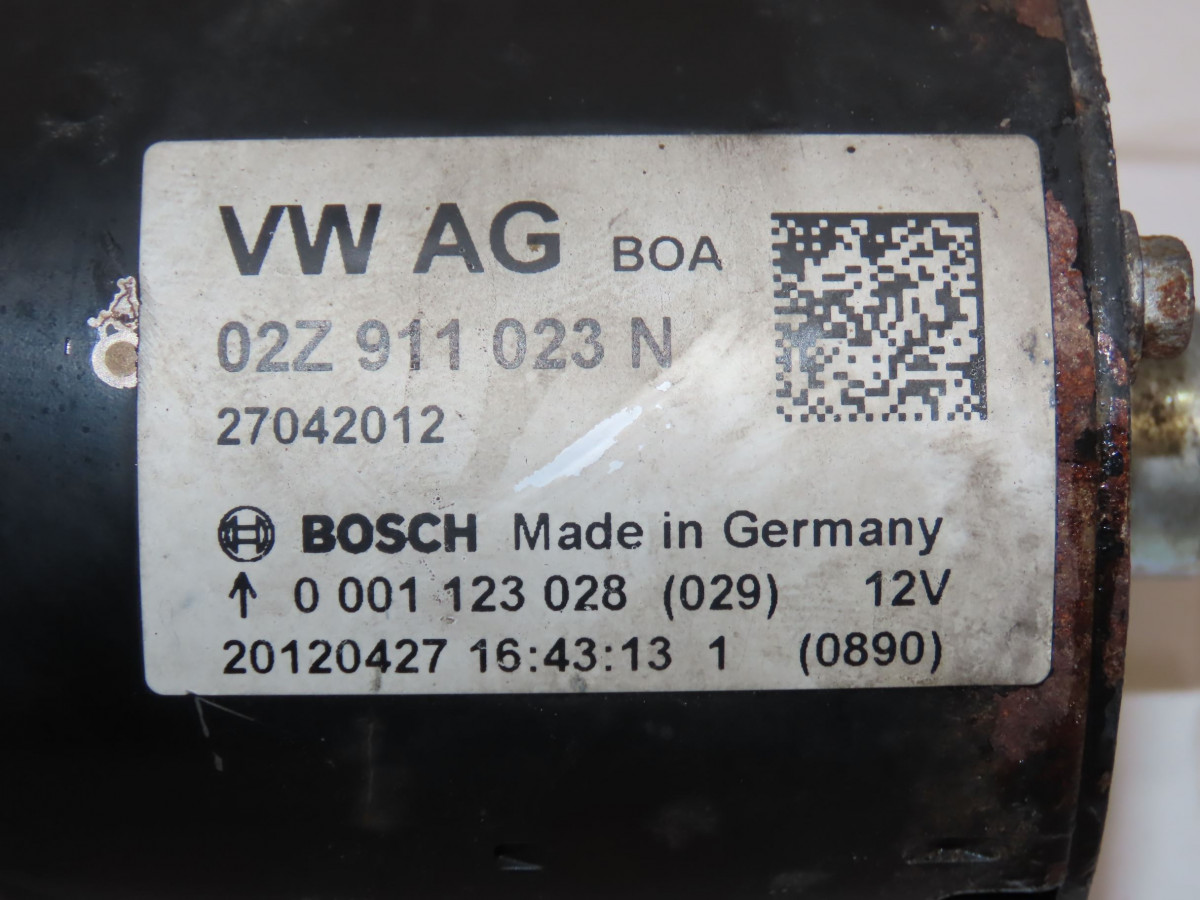 VW AG BOA
02Z 911 023 N
27042012
BOSCH Made in Germany
↑ 0 001 123 028 (029) 12V
20120427 16:43:13 1 (0890)